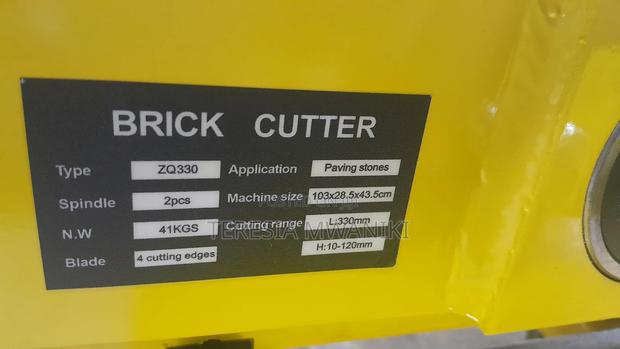 BRICK CUTTER
Type ZQ330 Application Paving stones
Spindle 2pcs Machine size 103x28.5x43.5cm
N.W 41KGS Cutting range L:330mm
Blade 4 cutting edges H:10-120mm
TERESIA MWANIKI